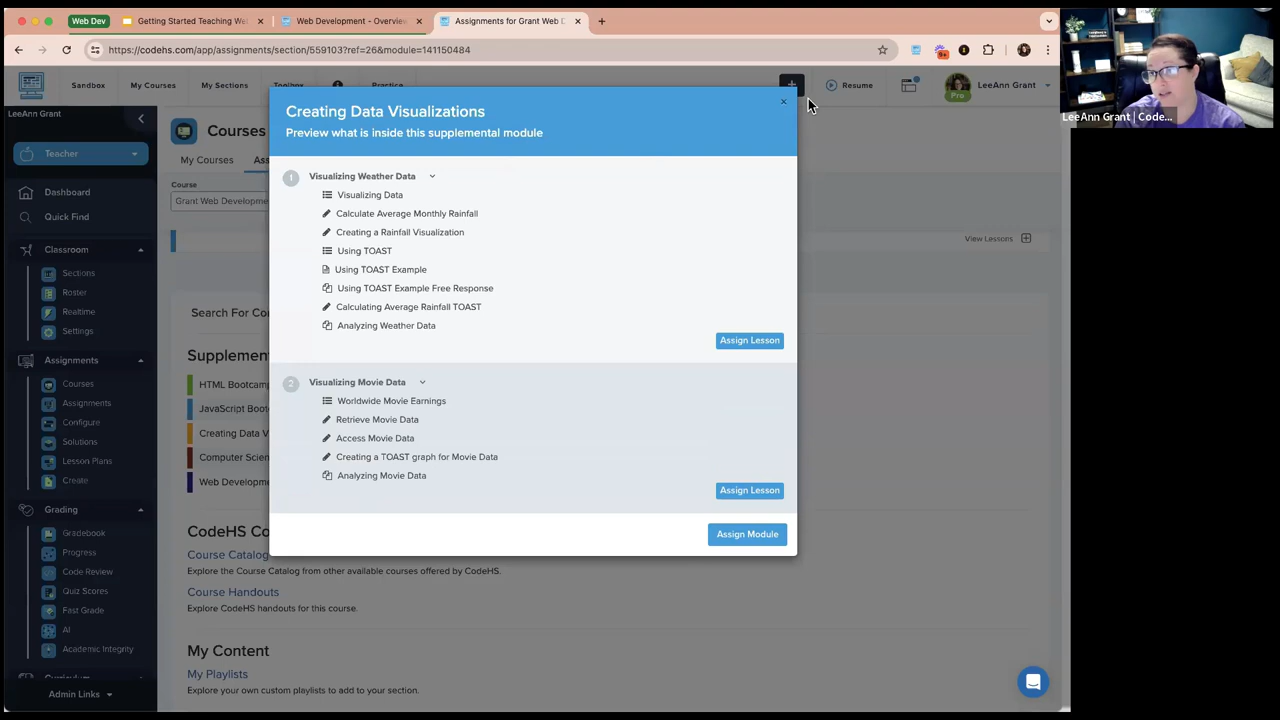 Web Dev
Getting Started Teaching We
Web Development - Overvie
Assignments for Grant Web D
https://codehs.com/app/assignments/section/559103?ref=26&module=141150484
9+
Sandbox
My Courses
My Sections
Toolbox
Practice
Resume
LeeAnn Grant
Pro
LeeAnn Grant | Code...
LeeAnn Grant
Teacher
Dashboard
Quick Find
Classroom
Sections
Roster
Realtime
Settings
Assignments
Courses
Assignments
Configure
Solutions
Lesson Plans
Create
Grading
Gradebook
Progress
Code Review
Quiz Scores
Fast Grade
AI
Academic Integrity
Admin Links
Courses
My Courses
Course
Grant Web Developme
View Lessons
Search For Co
Supplem
HTML Bootcam
JavaScript Boot
Creating Data V
Computer Scien
Web Developme
CodeHS Co
Course Catalog
Explore the Course Catalog from other available courses offered by CodeHS.
Course Handouts
Explore CodeHS handouts for this course.
My Content
My Playlists
Explore your own custom playlists to add to your section.
Creating Data Visualizations
Preview what is inside this supplemental module
×
1
Visualizing Weather Data
Visualizing Data
Calculate Average Monthly Rainfall
Creating a Rainfall Visualization
Using TOAST
Using TOAST Example
Using TOAST Example Free Response
Calculating Average Rainfall TOAST
Analyzing Weather Data
Assign Lesson
2
Visualizing Movie Data
Worldwide Movie Earnings
Retrieve Movie Data
Access Movie Data
Creating a TOAST graph for Movie Data
Analyzing Movie Data
Assign Lesson
Assign Module